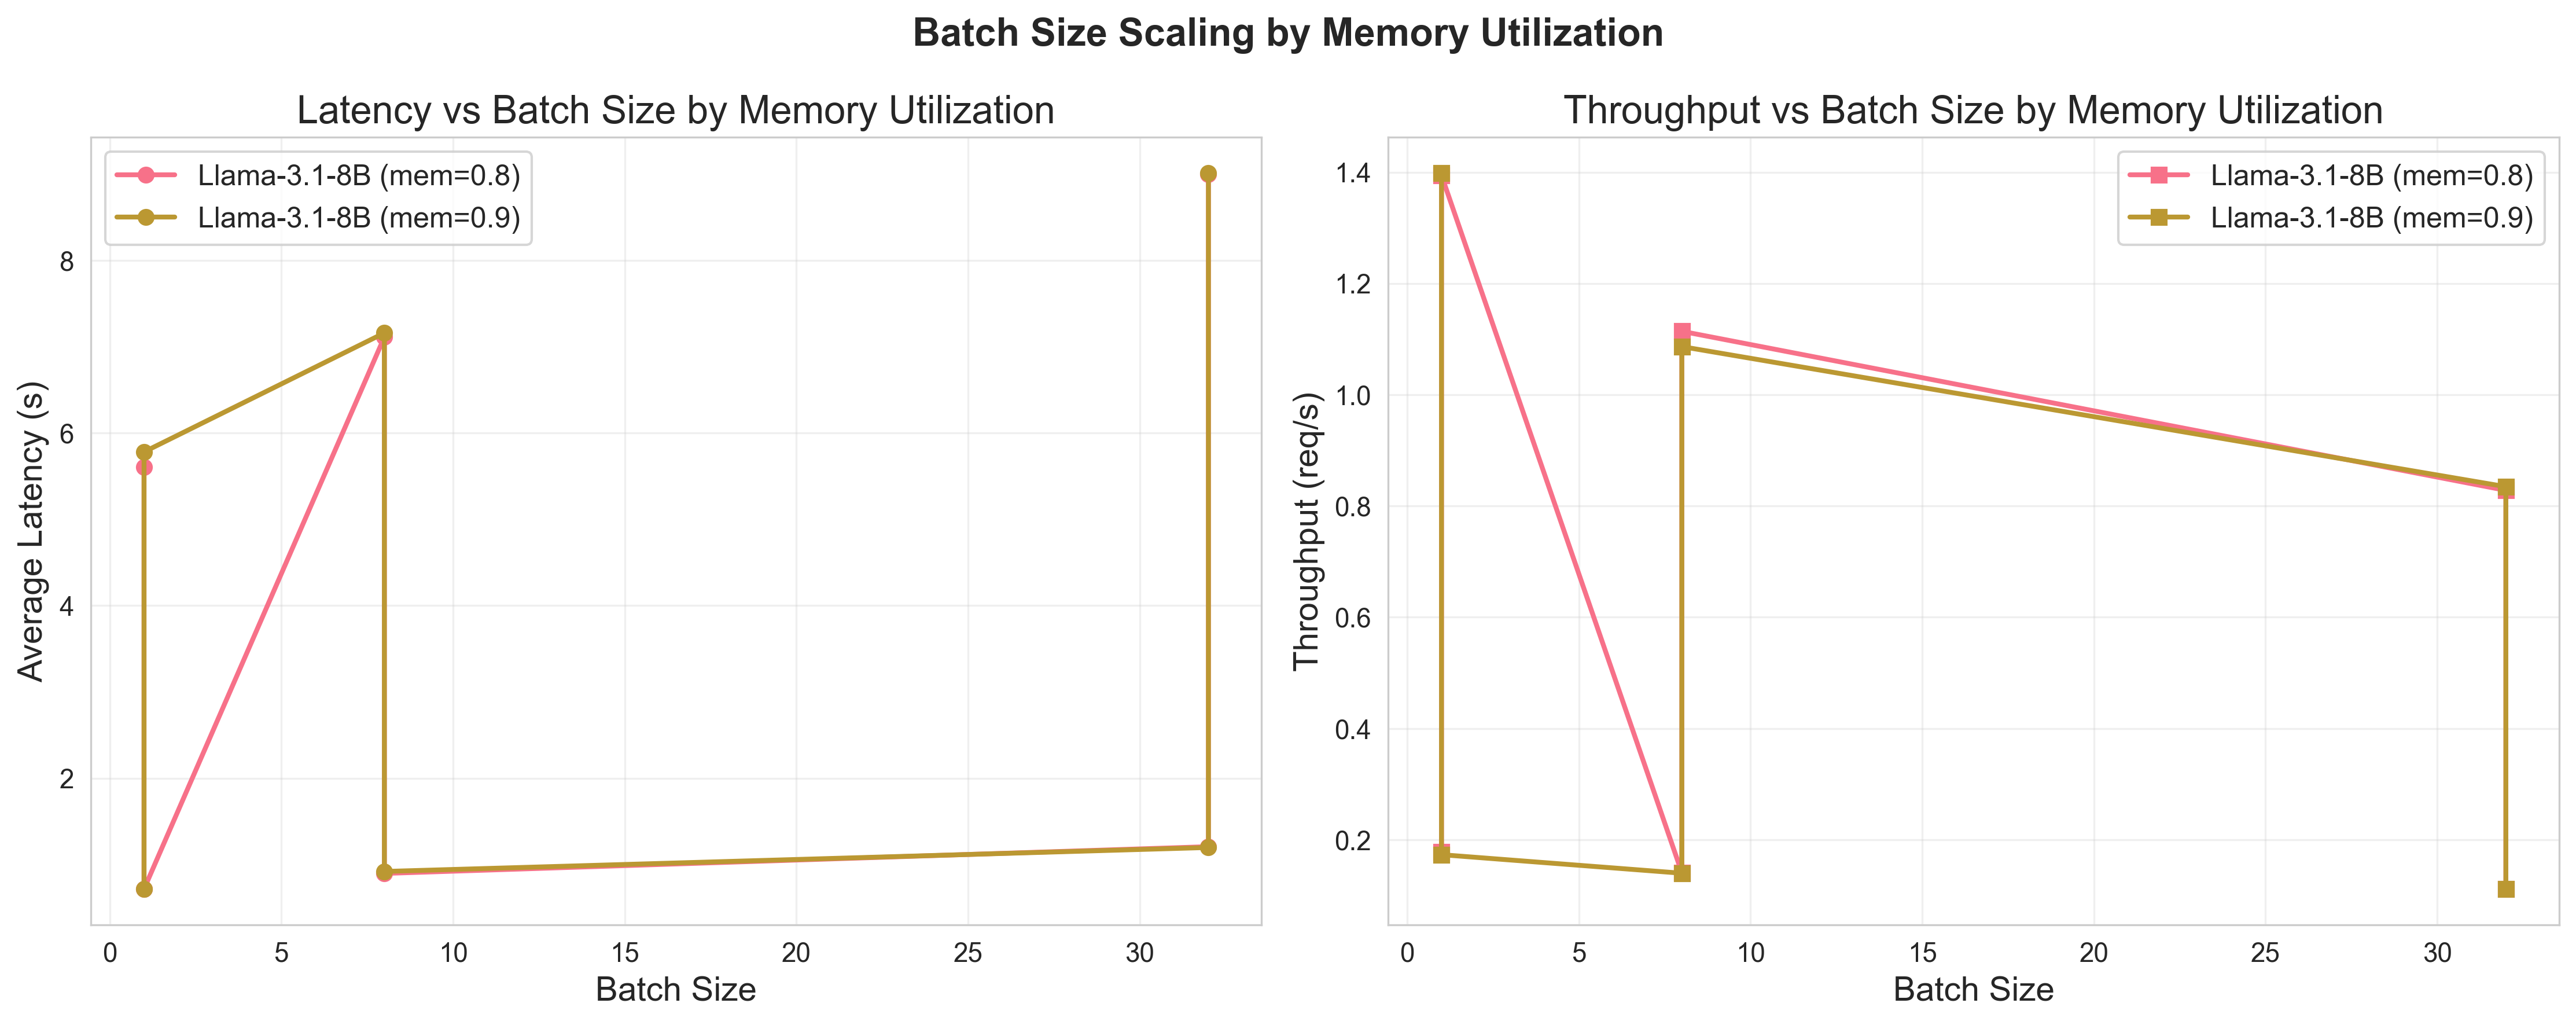 Batch Size Scaling by Memory Utilization
Latency vs Batch Size by Memory Utilization
Llama-3.1-8B (mem=0.8)
Llama-3.1-8B (mem=0.9)
Average Latency (s)
8
6
4
2
0 5 10 15 20 25 30
Batch Size
Throughput vs Batch Size by Memory Utilization
Llama-3.1-8B (mem=0.8)
Llama-3.1-8B (mem=0.9)
Throughput (req/s)
1.4
1.2
1.0
0.8
0.6
0.4
0.2
0 5 10 15 20 25 30
Batch Size